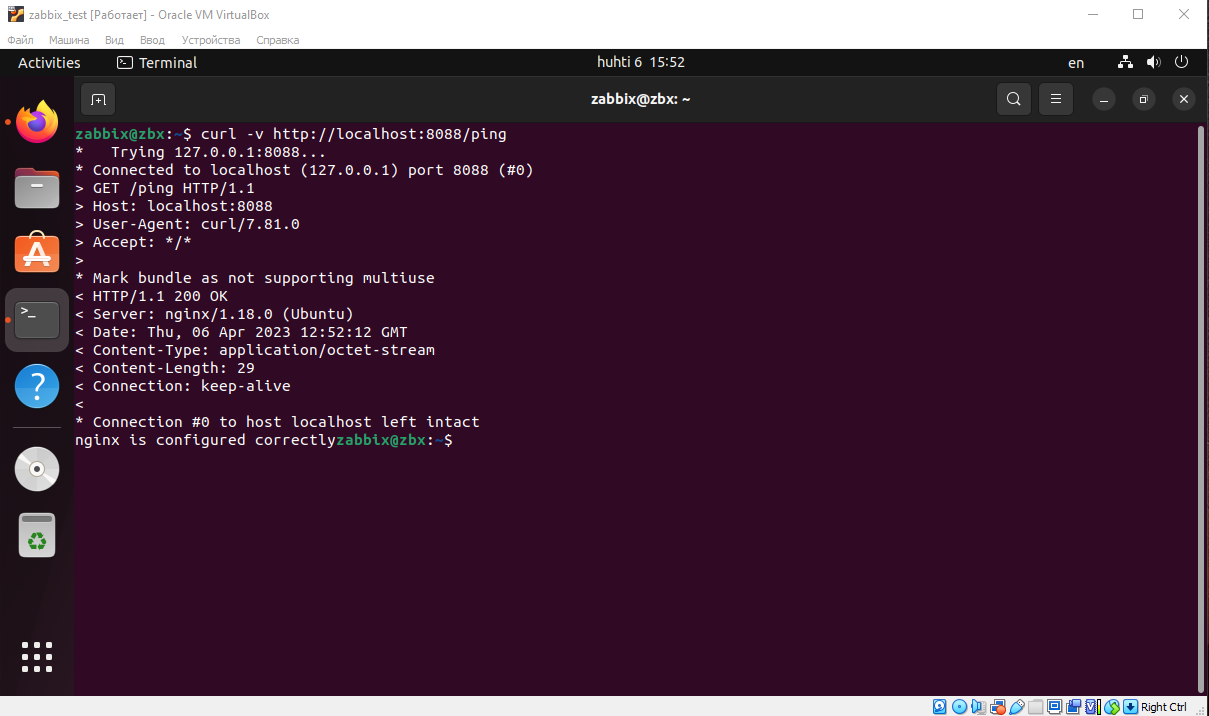 zabbix_test [Работает] - Oracle VM VirtualBox
Файл Машина Вид Ввод Устройства Справка
Activities Terminal huhti 6 15:52 en
zabbix@zbx: ~
zabbix@zbx:~$ curl -v http://localhost:8088/ping
*   Trying 127.0.0.1:8088...
* Connected to localhost (127.0.0.1) port 8088 (#0)
> GET /ping HTTP/1.1
> Host: localhost:8088
> User-Agent: curl/7.81.0
> Accept: */*
>
* Mark bundle as not supporting multiuse
< HTTP/1.1 200 OK
< Server: nginx/1.18.0 (Ubuntu)
< Date: Thu, 06 Apr 2023 12:52:12 GMT
< Content-Type: application/octet-stream
< Content-Length: 29
< Connection: keep-alive
<
* Connection #0 to host localhost left intact
nginx is configured correctlyzabbix@zbx:~$
Right Ctrl